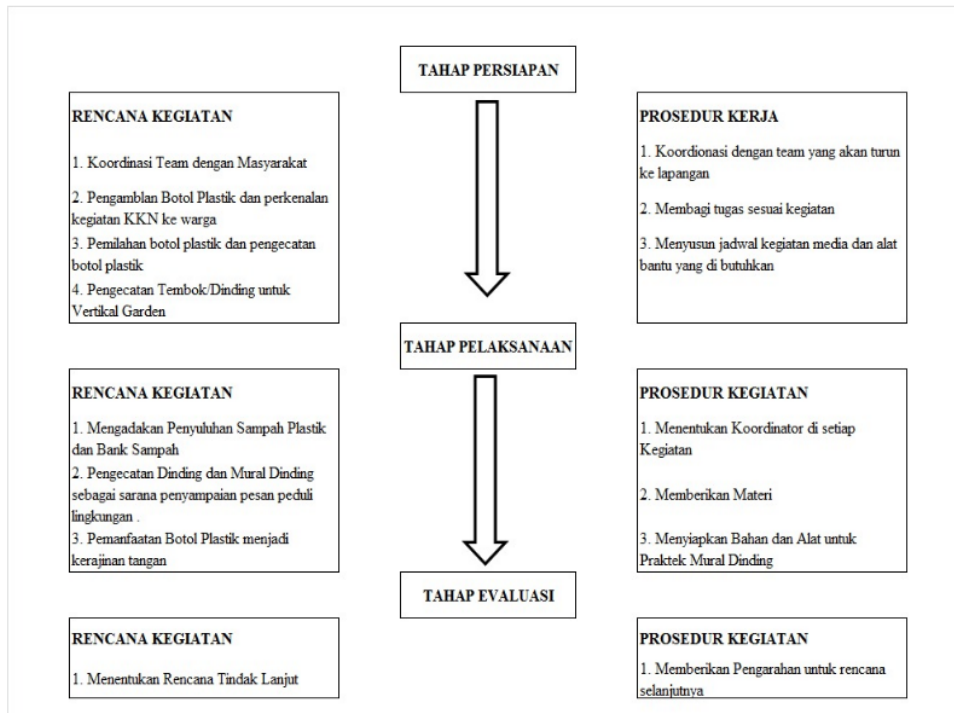 TAHAP PERSIAPAN
RENCANA KEGIATAN
1. Koordinasi Team dengan Masyarakat
2. Pengamblan Botol Plastik dan perkenalan
kegiatan KKN ke warga
3. Pemilahan botol plastik dan pengecatan
botol plastik
4. Pengecatan Tembok/Dinding untuk
Vertikal Garden
PROSEDUR KERJA
1. Koordionasi dengan team yang akan turun
ke lapangan
2. Membagi tugas sesuai kegiatan
3. Menyusun jadwal kegiatan media dan alat
bantu yang di butuhkan
TAHAP PELAKSANAAN
RENCANA KEGIATAN
1. Mengadakan Penyuluhan Sampah Plastik
dan Bank Sampah
2. Pengecatan Dinding dan Mural Dinding
sebagai sarana penyampaian pesan peduli
lingkungan .
3. Pemanfaatan Botol Plastik menjadi
kerajinan tangan
PROSEDUR KEGIATAN
1. Menentukan Koordinator di setiap
Kegiatan
2. Memberikan Materi
3. Menyiapkan Bahan dan Alat untuk
Praktek Mural Dinding
TAHAP EVALUASI
RENCANA KEGIATAN
1. Menentukan Rencana Tindak Lanjut
PROSEDUR KEGIATAN
1. Memberikan Pengarahan untuk rencana
selanjutnya